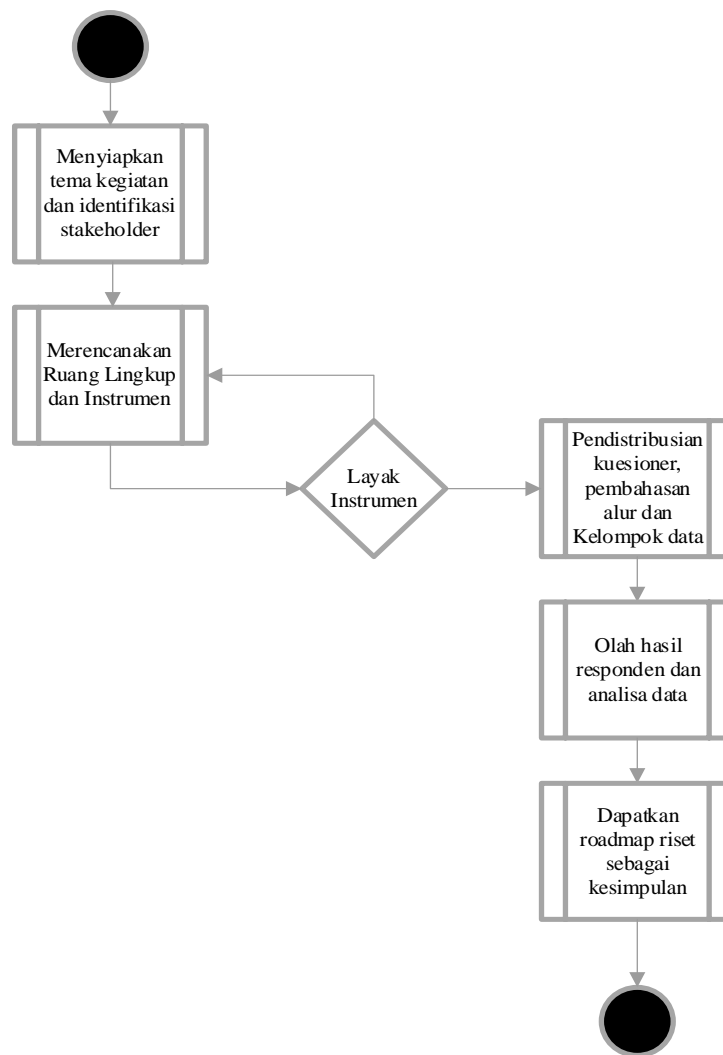 Menyiapkan
tema kegiatan
dan identifikasi
stakeholder
Merencanakan
Ruang Lingkup
dan Instrumen
Layak
Instrumen
Pendistribusian
kuesioner,
pembahasan
alur dan
Kelompok data
Olah hasil
responden dan
analisa data
Dapatkan
roadmap riset
sebagai
kesimpulan